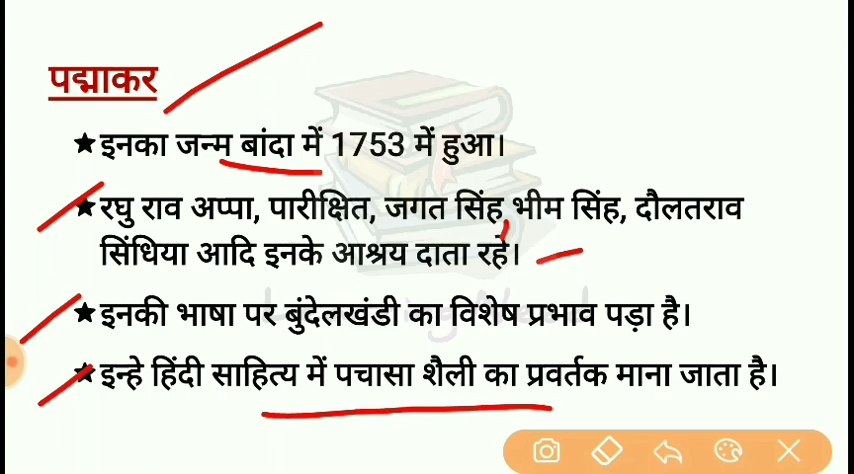 पद्माकर
★इनका जन्म बांदा में 1753 में हुआ।
★रघु राव अप्पा, पारीक्षित, जगत सिंह, भीम सिंह, दौलतराव
सिंधिया आदि इनके आश्रय दाता रहे।
★इनकी भाषा पर बुंदेलखंडी का विशेष प्रभाव पड़ा है।
★इन्हे हिंदी साहित्य में पचासा शैली का प्रवर्तक माना जाता है।